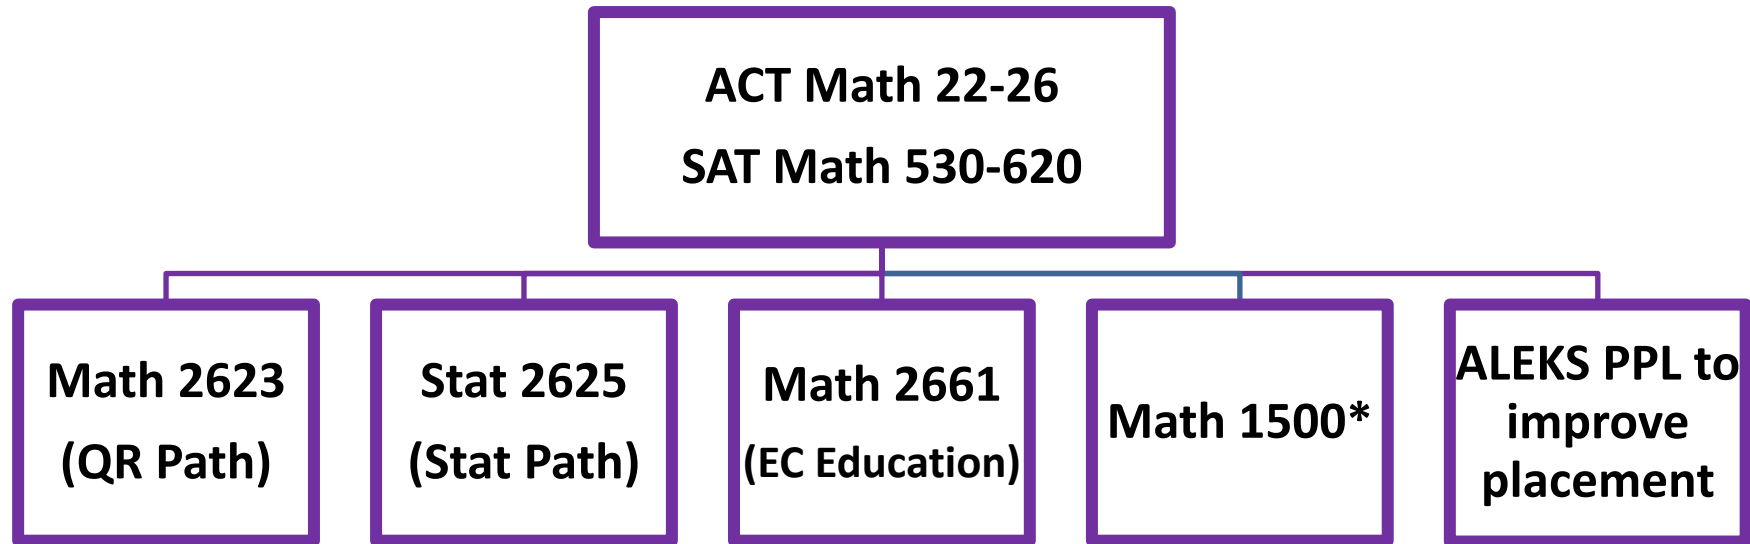 ACT Math 22-26
SAT Math 530-620
Math 2623
(QR Path)
Stat 2625
(Stat Path)
Math 2661
(EC Education)
Math 1500*
ALEKS PPL to
improve
placement